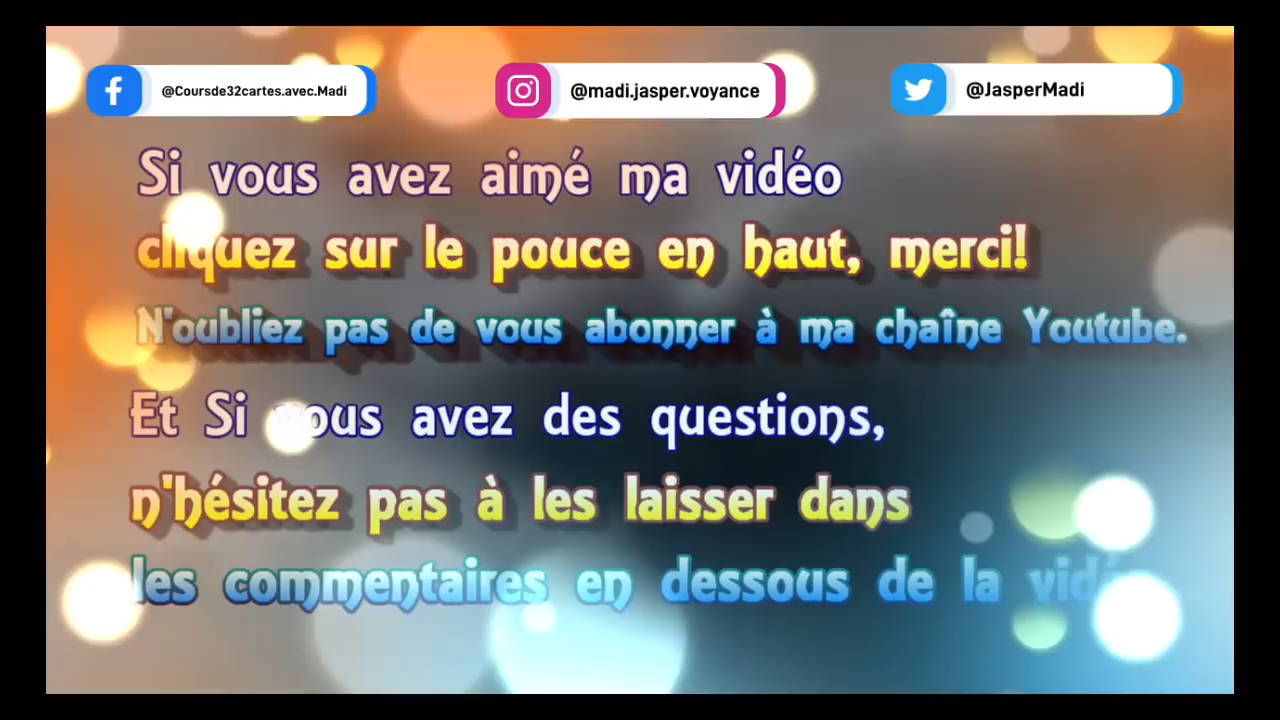 @Coursde32cartes.avec.Madi @madi.jasper.voyance @JasperMadi
Si vous avez aimé ma vidéo
cliquez sur le pouce en haut, merci!
N'oubliez pas de vous abonner à ma chaîne Youtube.
Et Si vous avez des questions,
n'hésitez pas à les laisser dans
les commentaires en dessous de la